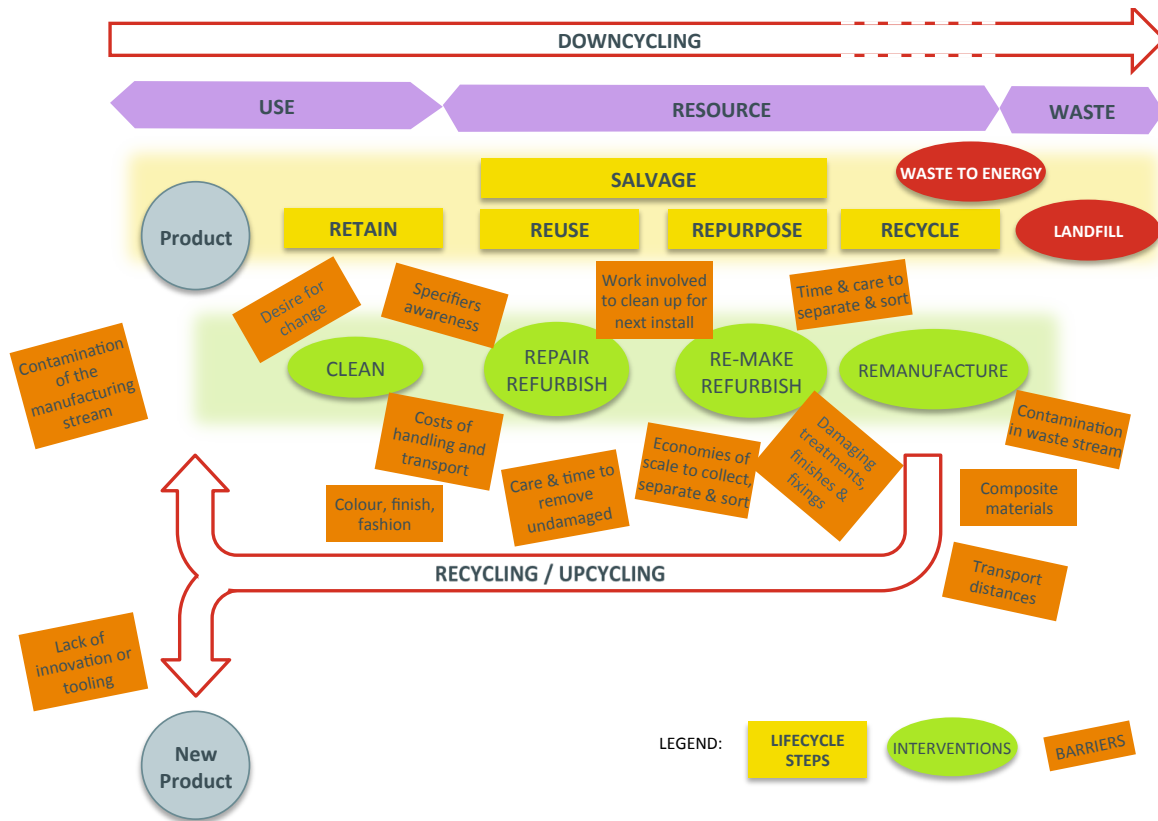 DOWNCYCLING
USE
RESOURCE
WASTE
WASTE TO ENERGY
SALVAGE
Product
RETAIN
REUSE
REPURPOSE
RECYCLE
LANDFILL
Desire for
change
Specifiers
awareness
Work involved
to clean up for
next install
Time & care to
separate & sort
Contamination
of the
manufacturing
stream
CLEAN
REPAIR
REFURBISH
RE-MAKE
REFURBISH
REMANUFACTURE
Costs of
handling and
transport
Colour, finish,
fashion
Care & time to
remove
undamaged
Economies of
scale to collect,
separate & sort
Damaging
treatments,
finishes &
fixings
Contamination
in waste stream
Composite
materials
Transport
distances
RECYCLING / UPCYCLING
Lack of
innovation or
tooling
New
Product
LEGEND:
LIFECYCLE
STEPS
INTERVENTIONS
BARRIERS